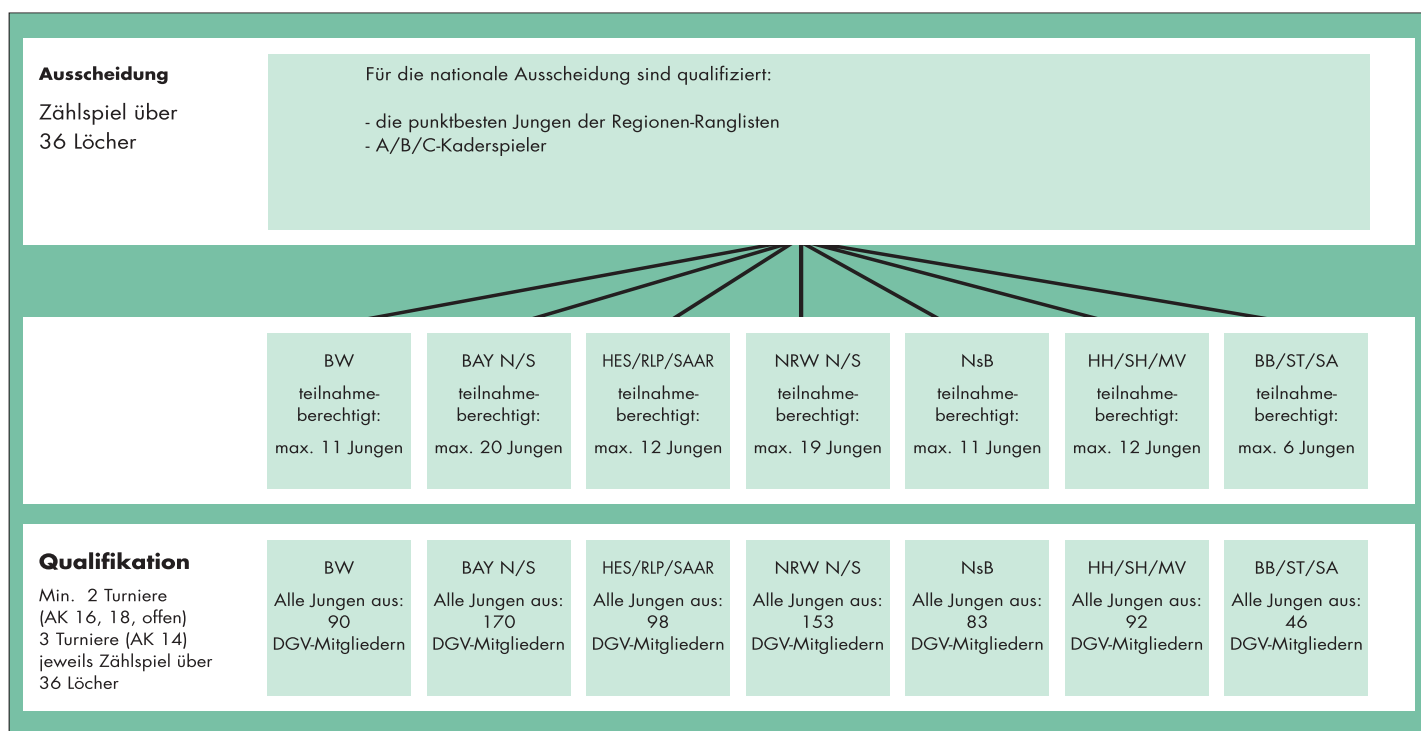 Ausscheidung
Zählspiel über
36 Löcher
Für die nationale Ausscheidung sind qualifiziert:
- die punktbesten Jungen der Regionen-Ranglisten
- A/B/C-Kaderspieler
BW
teilnahme-
berechtigt:
max. 11 Jungen
BAY N/S
teilnahme-
berechtigt:
max. 20 Jungen
HES/RLP/SAAR
teilnahme-
berechtigt:
max. 12 Jungen
NRW N/S
teilnahme-
berechtigt:
max. 19 Jungen
NsB
teilnahme-
berechtigt:
max. 11 Jungen
HH/SH/MV
teilnahme-
berechtigt:
max. 12 Jungen
BB/ST/SA
teilnahme-
berechtigt:
max. 6 Jungen
Qualifikation
Min. 2 Turniere
(AK 16, 18, offen)
3 Turniere (AK 14)
jeweils Zählspiel über
36 Löcher
BW
Alle Jungen aus:
90
DGV-Mitgliedern
BAY N/S
Alle Jungen aus:
170
DGV-Mitgliedern
HES/RLP/SAAR
Alle Jungen aus:
98
DGV-Mitgliedern
NRW N/S
Alle Jungen aus:
153
DGV-Mitgliedern
NsB
Alle Jungen aus:
83
DGV-Mitgliedern
HH/SH/MV
Alle Jungen aus:
92
DGV-Mitgliedern
BB/ST/SA
Alle Jungen aus:
46
DGV-Mitgliedern